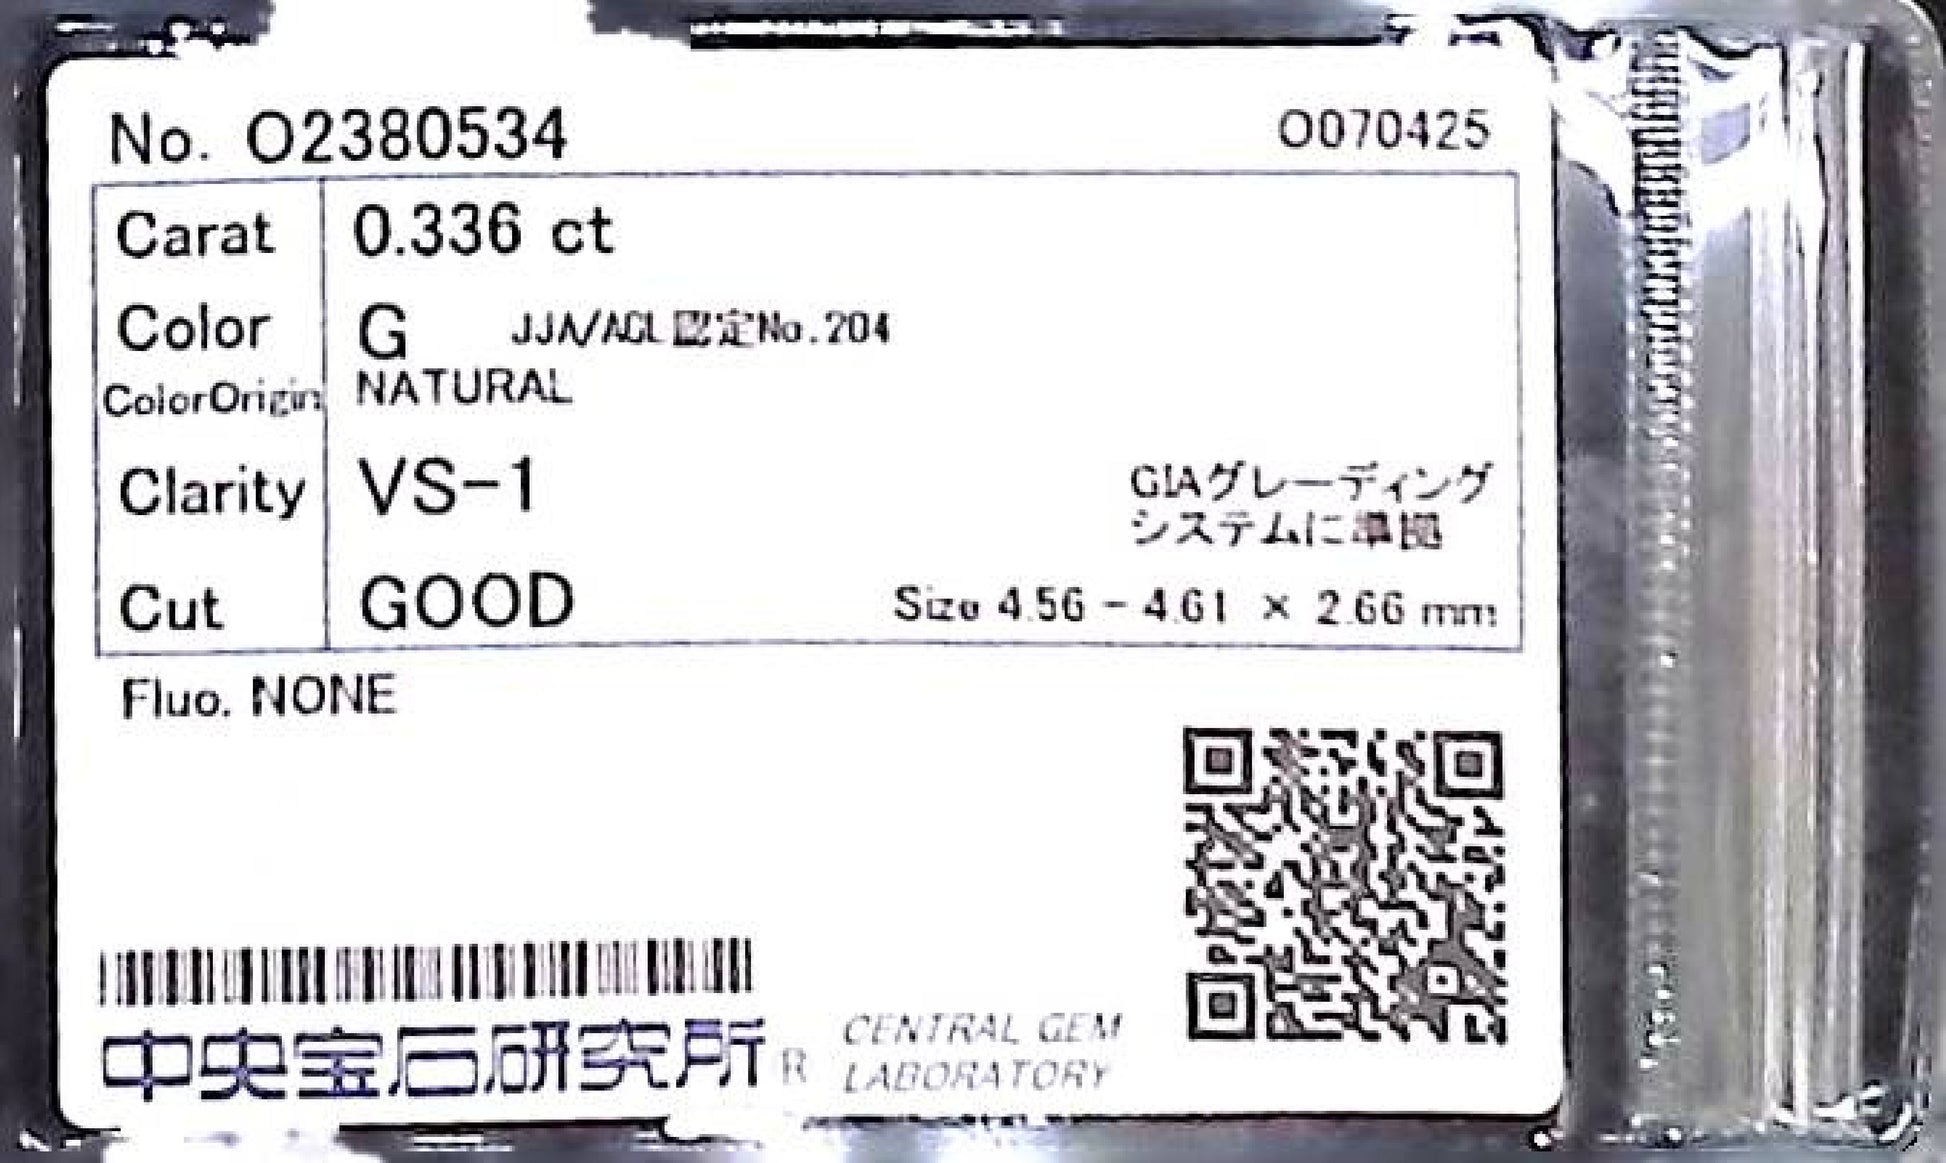 No. O2380534
O070425
Carat 0.336 ct
Color G JJA/AGL認定No.204
ColorOrigin NATURAL
Clarity VS-1
GIAグレーディング
システムに準拠
Cut GOOD Size 4.56 - 4.61 × 2.66 mm
Fluo. NONE
中央宝石研究所 R
CENTRAL GEM
LABORATORY